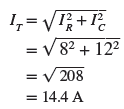 I_T = √(I_R² + I_C²)
= √(8² + 12²)
= √208
= 14.4 A